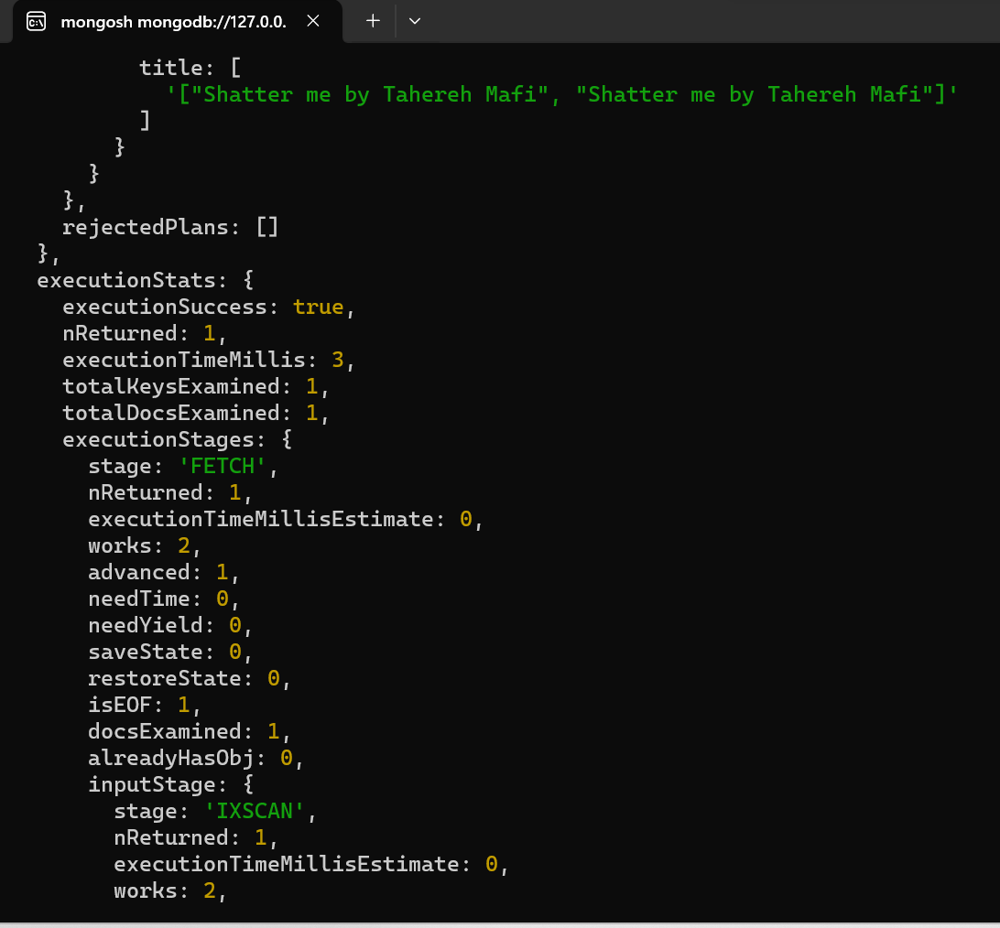 mongosh mongodb://127.0.0.
title: [
'["Shatter me by Tahereh Mafi", "Shatter me by Tahereh Mafi"]'
]
}
}
},
rejectedPlans: []
},
executionStats: {
executionSuccess: true,
nReturned: 1,
executionTimeMillis: 3,
totalKeysExamined: 1,
totalDocsExamined: 1,
executionStages: {
stage: 'FETCH',
nReturned: 1,
executionTimeMillisEstimate: 0,
works: 2,
advanced: 1,
needTime: 0,
needYield: 0,
saveState: 0,
restoreState: 0,
isEOF: 1,
docsExamined: 1,
alreadyHasObj: 0,
inputStage: {
stage: 'IXSCAN',
nReturned: 1,
executionTimeMillisEstimate: 0,
works: 2,